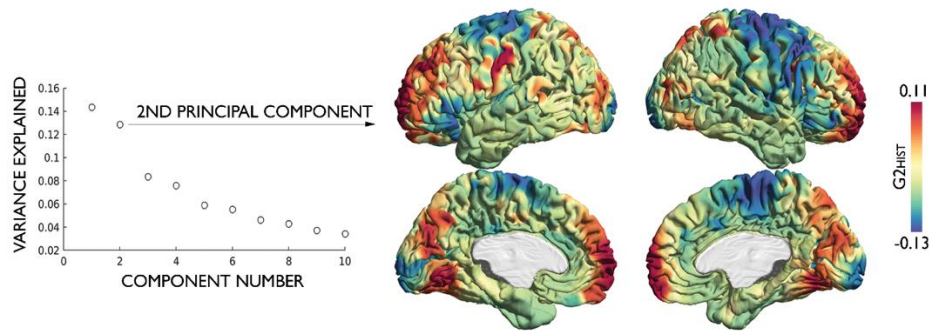 VARIANCE EXPLAINED
0.16
0.14
0.12
0.1
0.08
0.06
0.04
0.02
0 2 4 6 8 10
COMPONENT NUMBER
2ND PRINCIPAL COMPONENT
0.11
G2HIST
-0.13